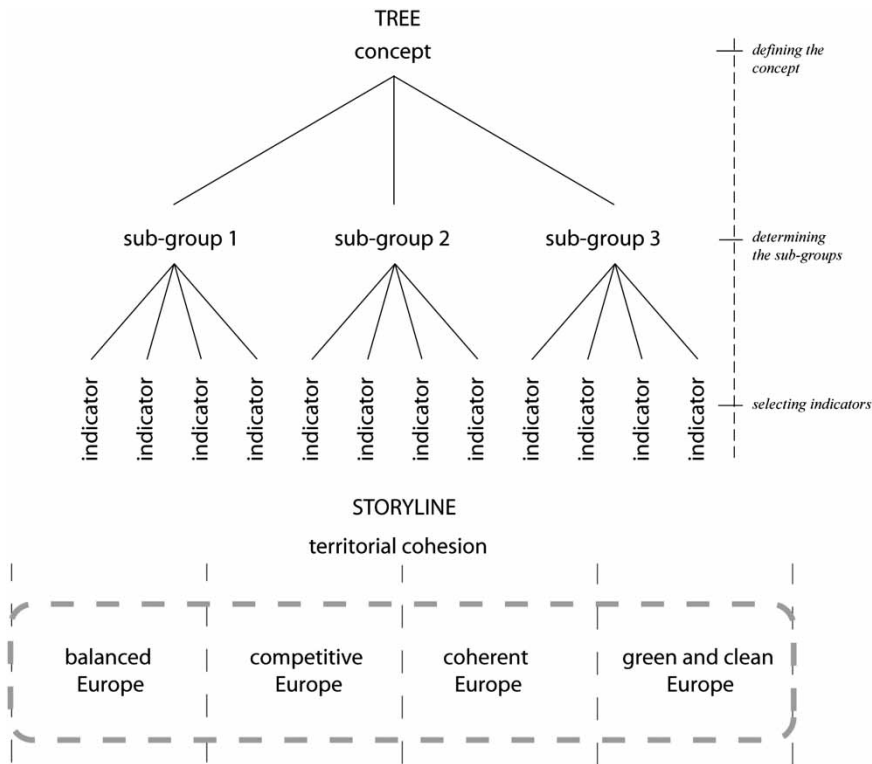 TREE
concept
defining the
concept
sub-group 1
sub-group 2
sub-group 3
determining
the sub-groups
indicator
indicator
indicator
indicator
indicator
indicator
indicator
indicator
indicator
indicator
indicator
indicator
selecting indicators
STORYLINE
territorial cohesion
balanced
Europe
competitive
Europe
coherent
Europe
green and clean
Europe